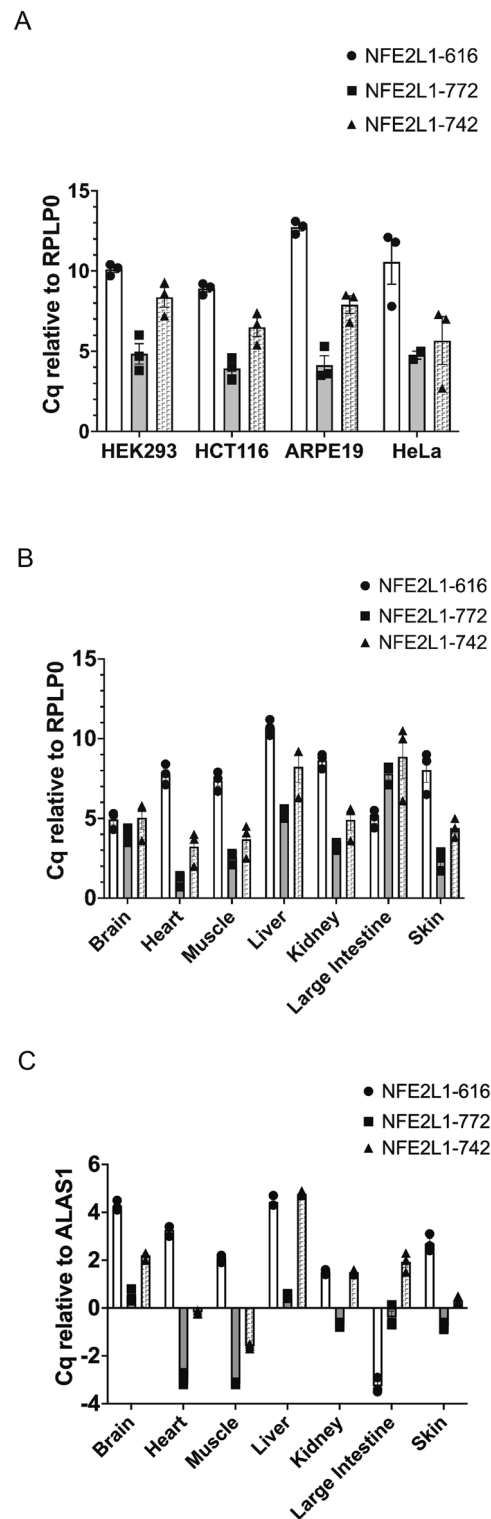 A
NFE2L1-616
NFE2L1-772
NFE2L1-742
Cq relative to RPLP0
15
10
5
0
HEK293 HCT116 ARPE19 HeLa
B
NFE2L1-616
NFE2L1-772
NFE2L1-742
Cq relative to RPLP0
15
10
5
0
Brain
Heart
Muscle
Liver
Kidney
Large Intestine
Skin
C
NFE2L1-616
NFE2L1-772
NFE2L1-742
Cq relative to ALAS1
6
4
2
0
-2
-4
Brain
Heart
Muscle
Liver
Kidney
Large Intestine
Skin